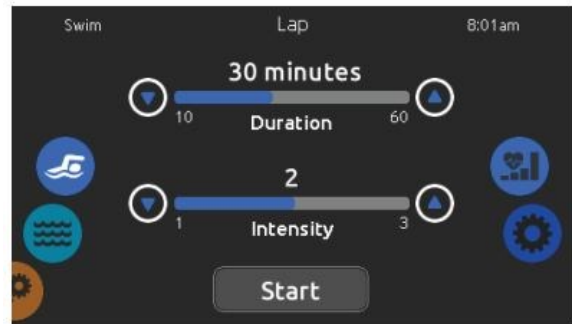 Swim Lap 8:01am
30 minutes
10 Duration 60
2
1 Intensity 3
Start